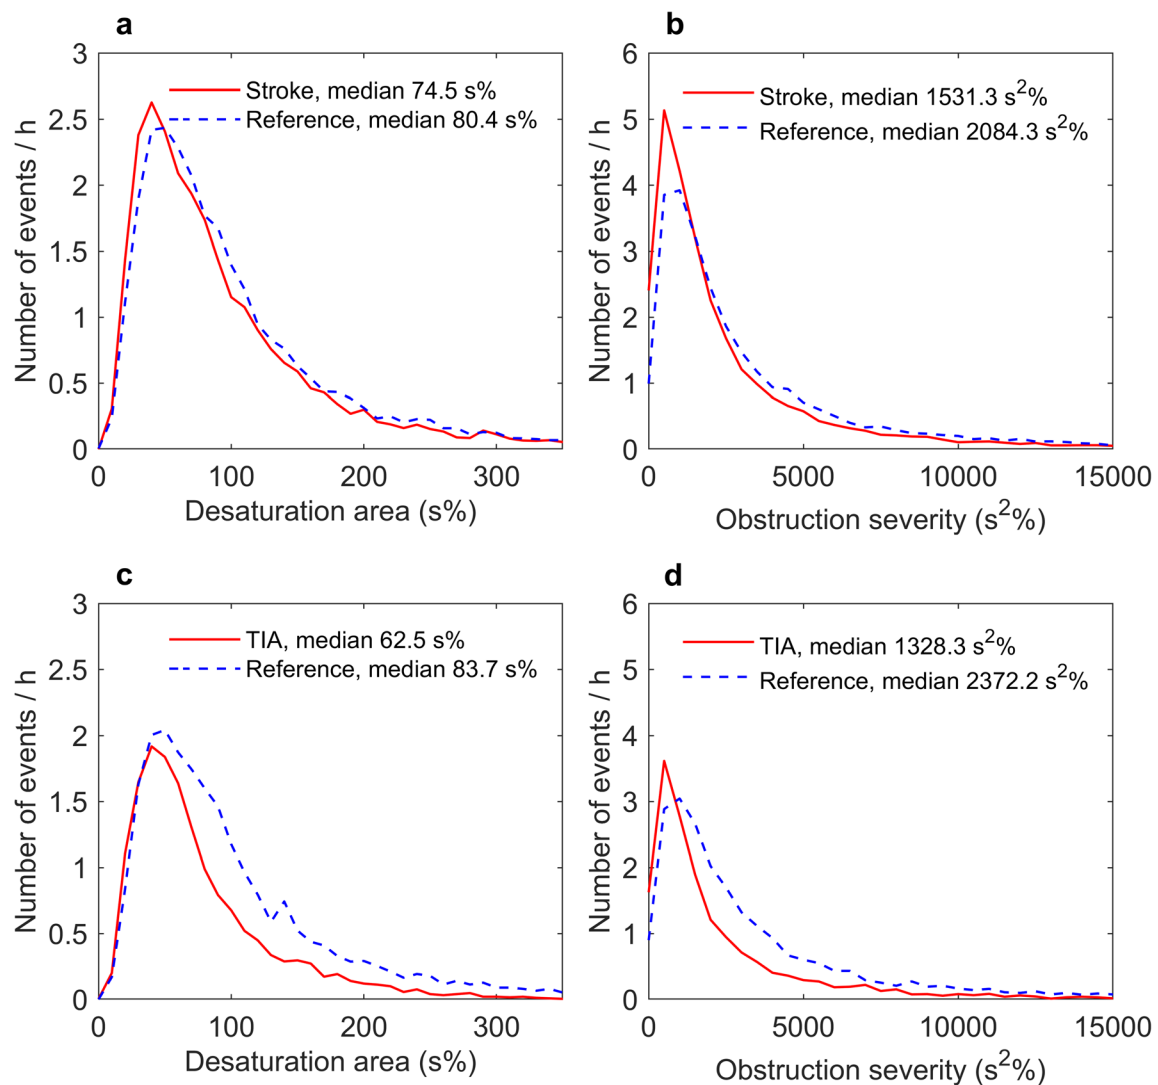 a
3
2.5
2
1.5
1
0.5
0
Number of events / h
Stroke, median 74.5 s%
Reference, median 80.4 s%
0 100 200 300
Desaturation area (s%)
b
6
5
4
3
2
1
0
Number of events / h
Stroke, median 1531.3 s²%
Reference, median 2084.3 s²%
0 5000 10000 15000
Obstruction severity (s²%)
c
3
2.5
2
1.5
1
0.5
0
Number of events / h
TIA, median 62.5 s%
Reference, median 83.7 s%
0 100 200 300
Desaturation area (s%)
d
6
5
4
3
2
1
0
Number of events / h
TIA, median 1328.3 s²%
Reference, median 2372.2 s²%
0 5000 10000 15000
Obstruction severity (s²%)